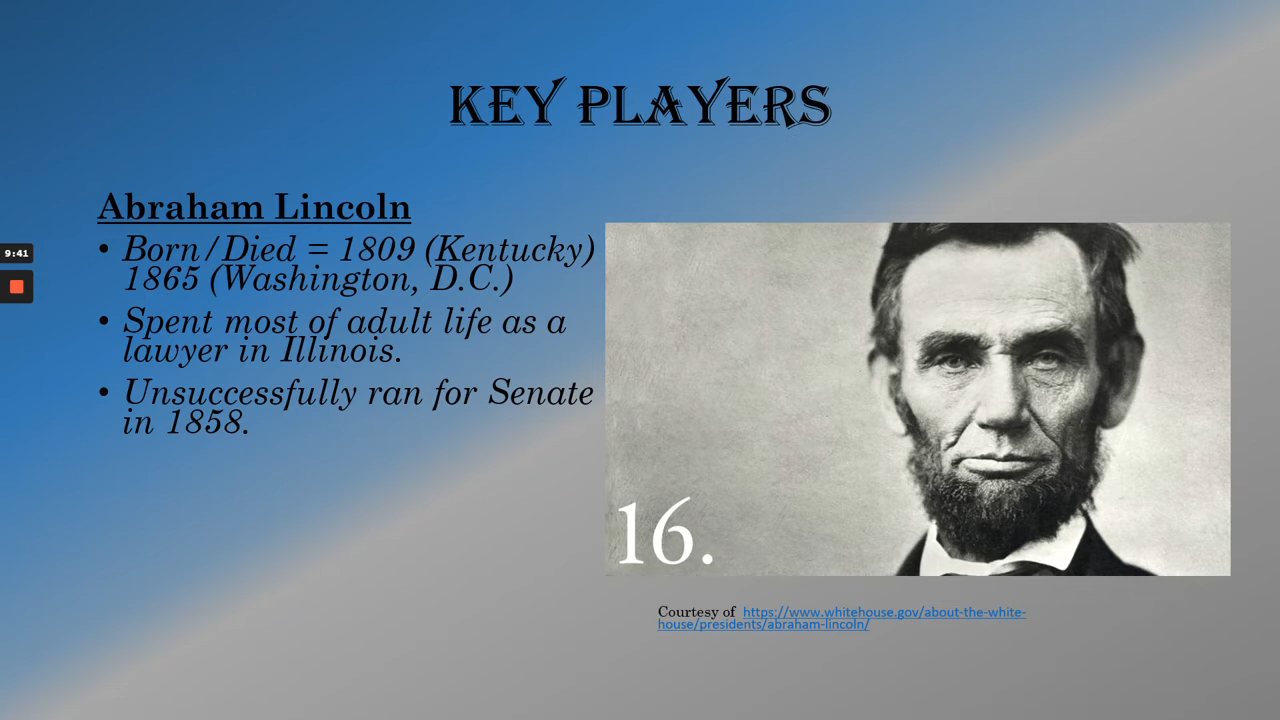 KEY PLAYERS
Abraham Lincoln
• Born/Died = 1809 (Kentucky)
1865 (Washington, D.C.)
• Spent most of adult life as a
lawyer in Illinois.
• Unsuccessfully ran for Senate
in 1858.
9:41
16.
Courtesy of https://www.whitehouse.gov/about-the-white-
house/presidents/abraham-lincoln/